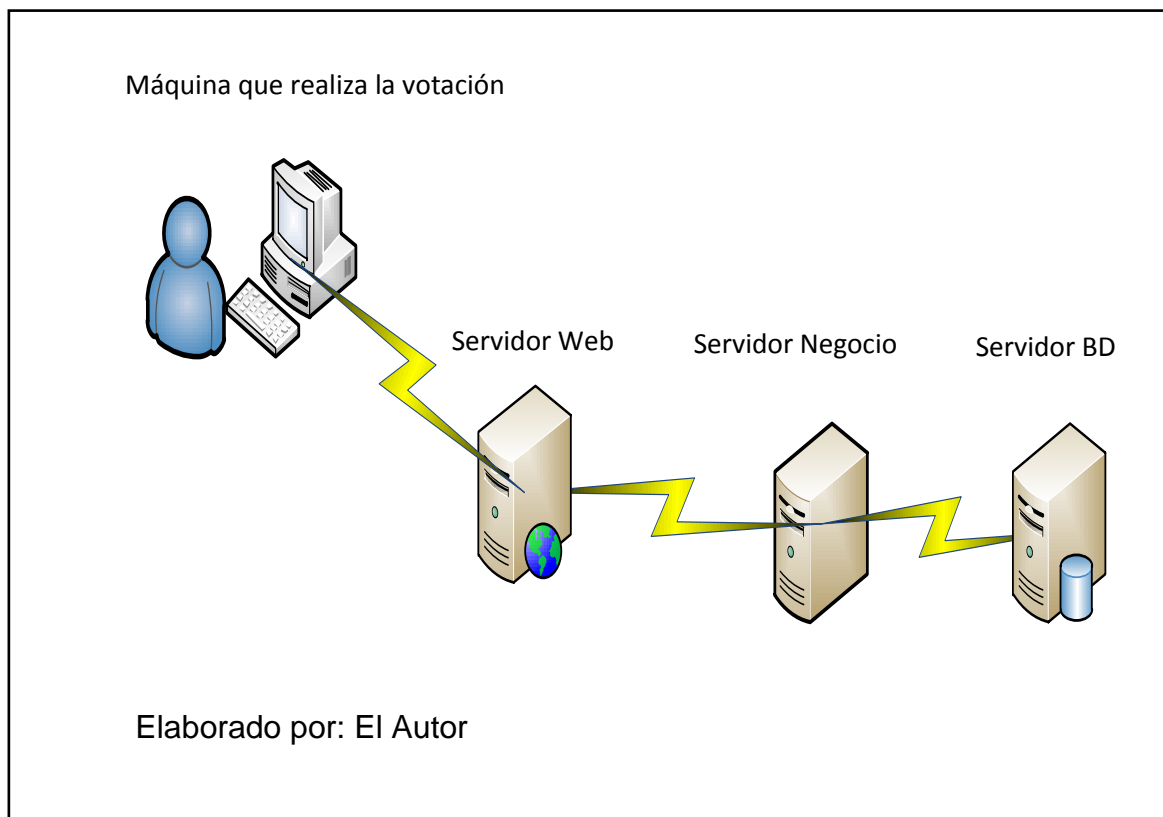 Máquina que realiza la votación
Servidor Web
Servidor Negocio
Servidor BD
Elaborado por: El Autor